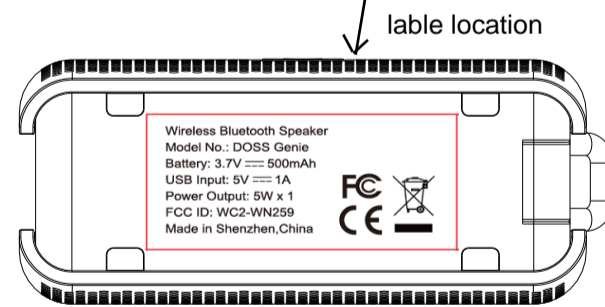 lable location
Wireless Bluetooth Speaker
Model No.: DOSS Genie
Battery: 3.7V ⎓ 500mAh
USB Input: 5V ⎓ 1A
Power Output: 5W x 1
FCC ID: WC2-WN259
Made in Shenzhen,China
FC
CE